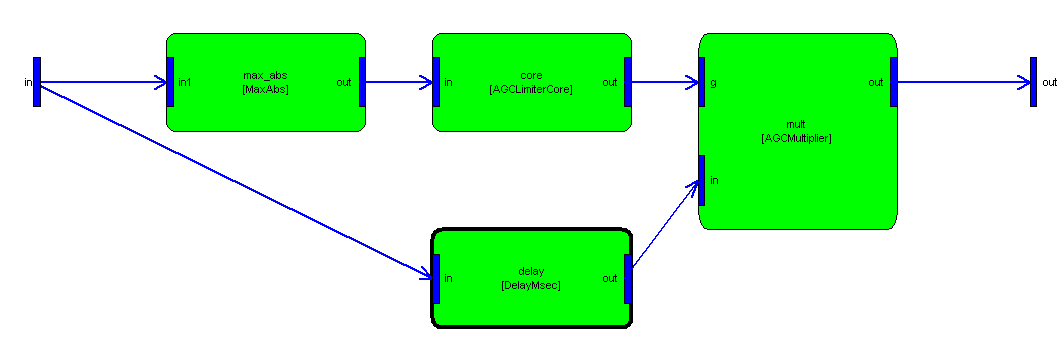 in
in1
max_abs
[MaxAbs]
out
in
core
[AGCLimiterCore]
out
g
mult
[AGCMultiplier]
out
in
out
in
delay
[DelayMsec]
out